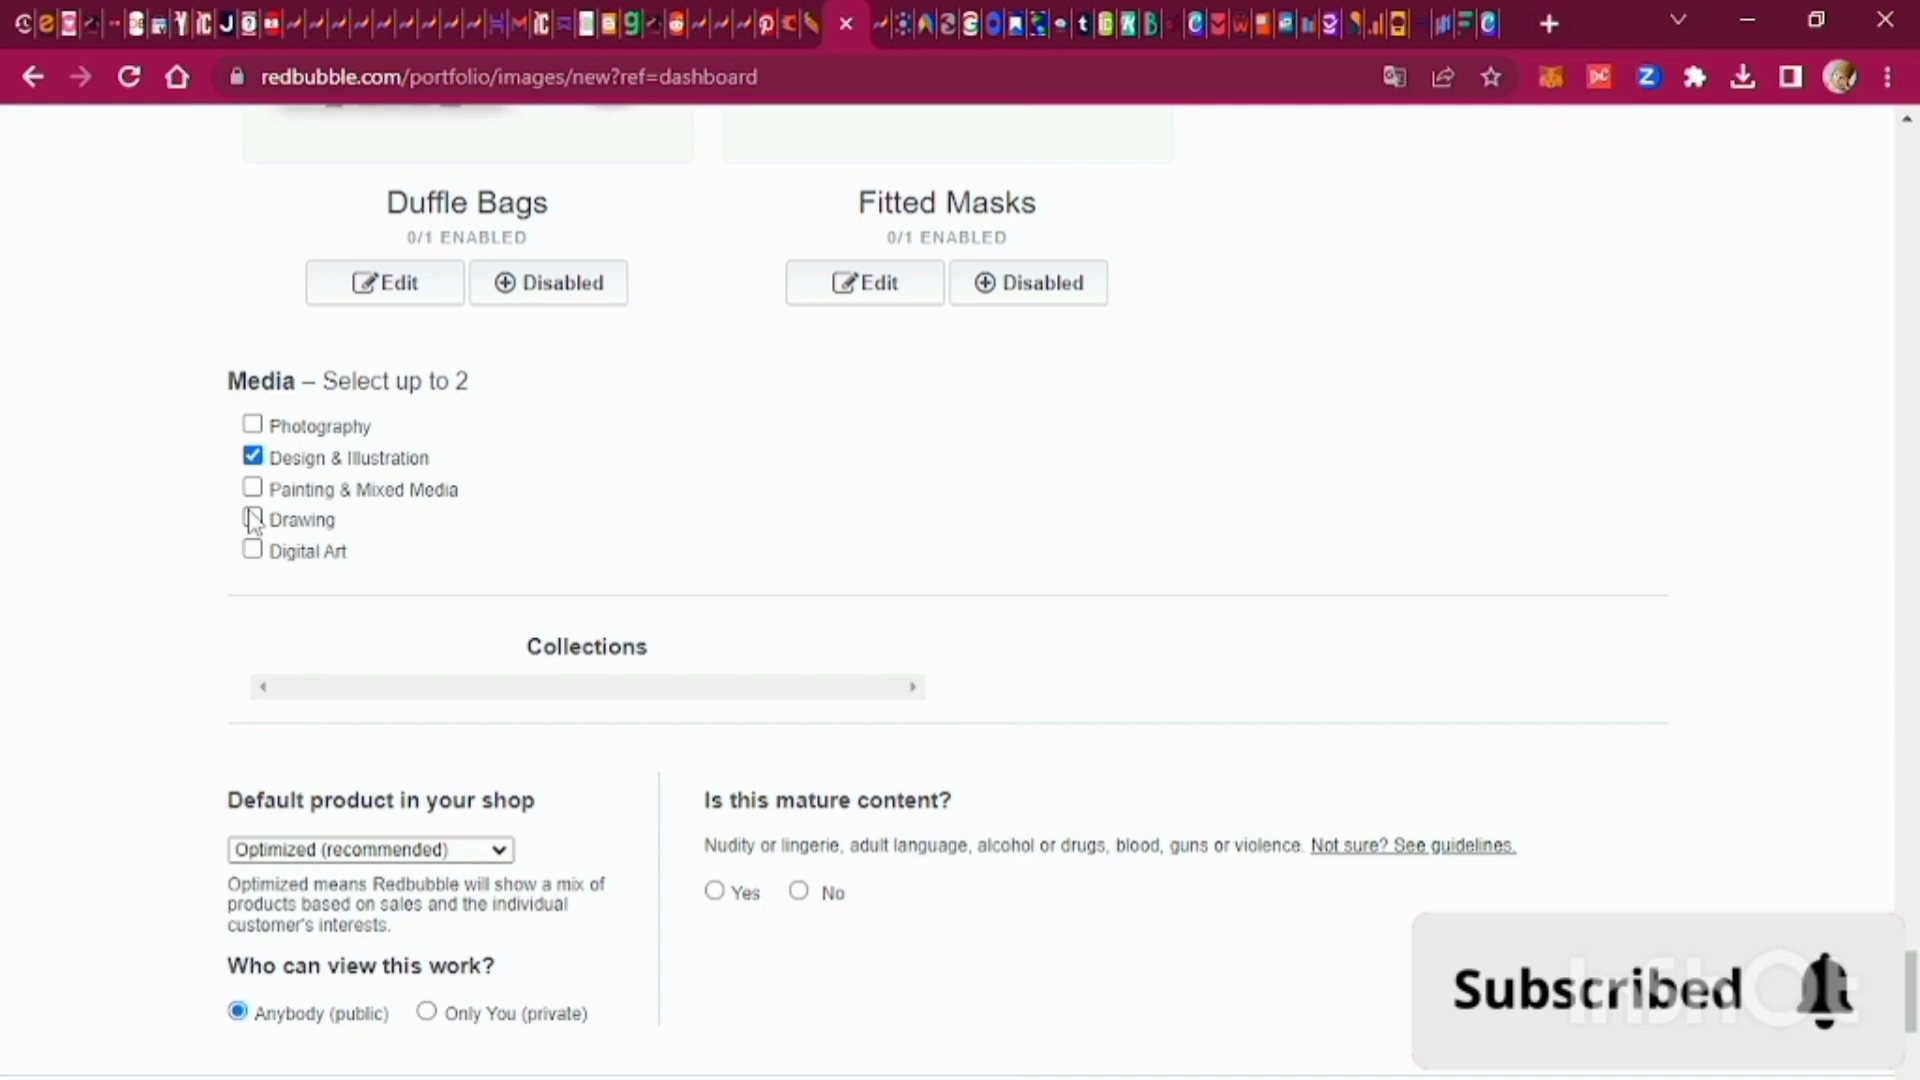 redbubble.com/portfolio/images/new?ref=dashboard
Duffle Bags
Fitted Masks
0/1 ENABLED
0/1 ENABLED
Edit
Disabled
Edit
Disabled
Media – Select up to 2
Photography
Design & Illustration
Painting & Mixed Media
Drawing
Digital Art
Collections
Default product in your shop
Optimized (recommended)
Optimized means Redbubble will show a mix of
products based on sales and the individual
customer's interests.
Who can view this work?
Anybody (public)
Only You (private)
Is this mature content?
Nudity or lingerie, adult language, alcohol or drugs, blood, guns or violence. Not sure? See guidelines.
Yes
No
Subscribed
InShOt